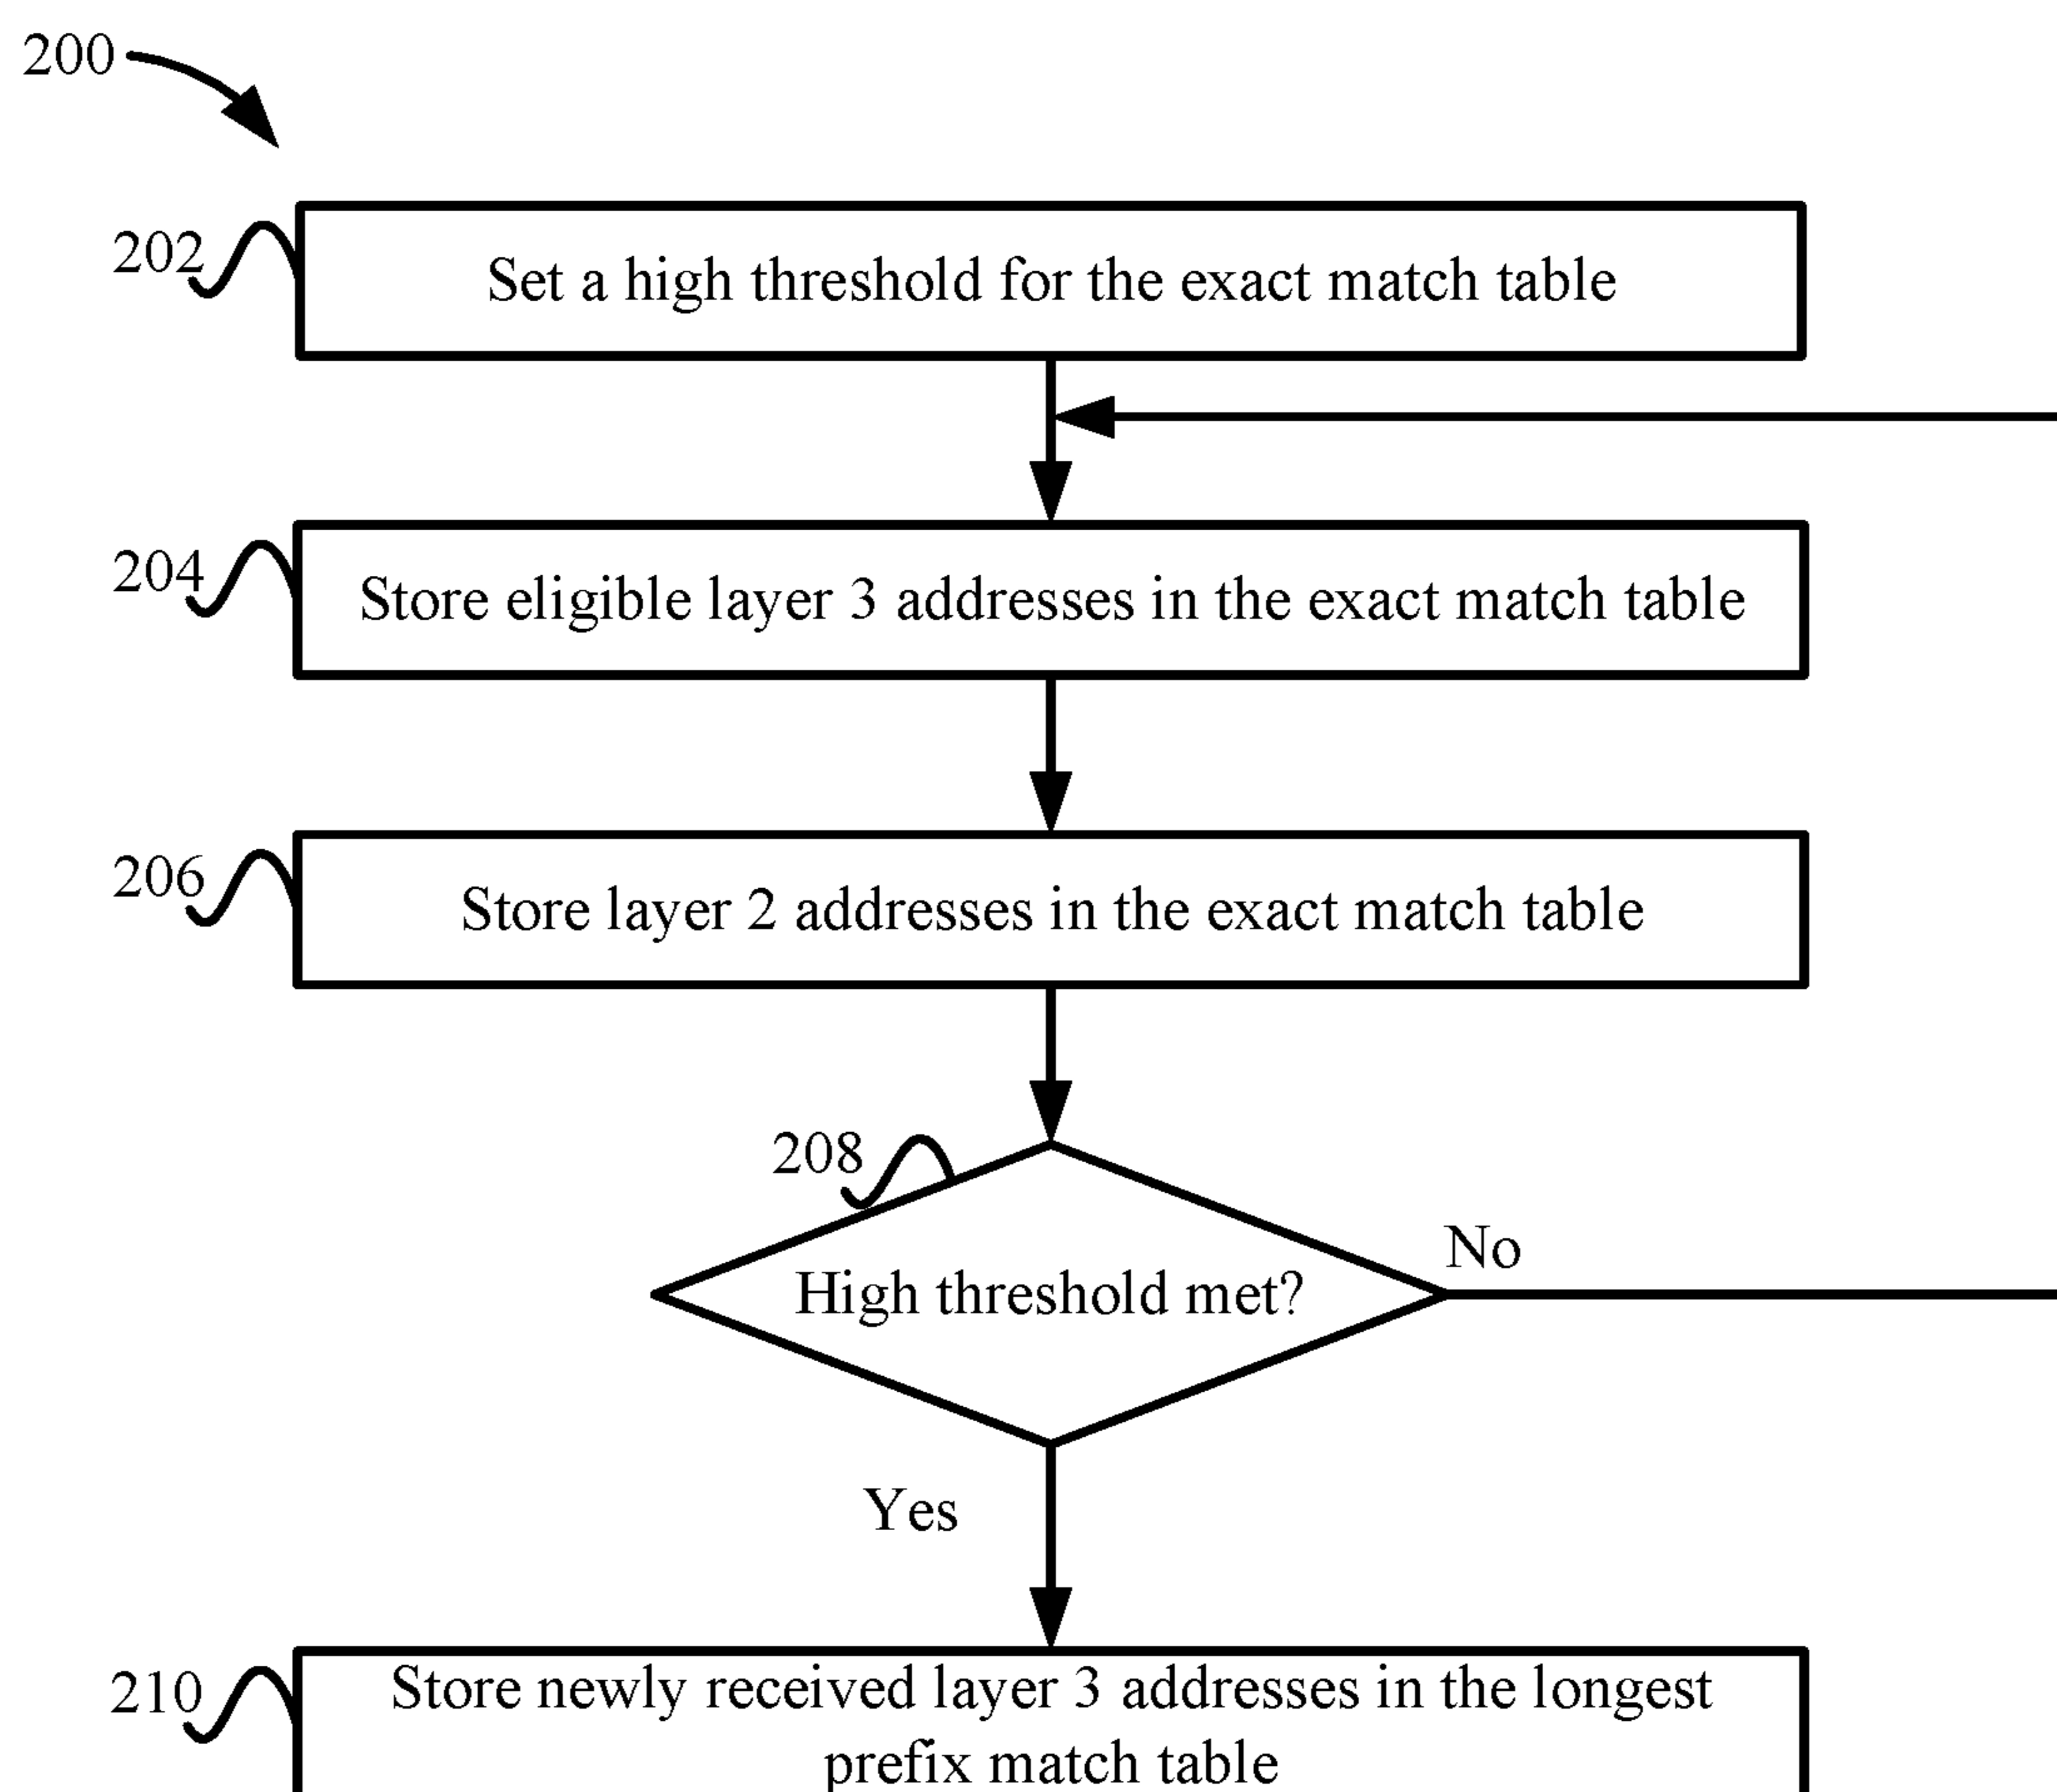 200
202
Set a high threshold for the exact match table
204
Store eligible layer 3 addresses in the exact match table
206
Store layer 2 addresses in the exact match table
208
High threshold met?
No
Yes
210
Store newly received layer 3 addresses in the longest
prefix match table